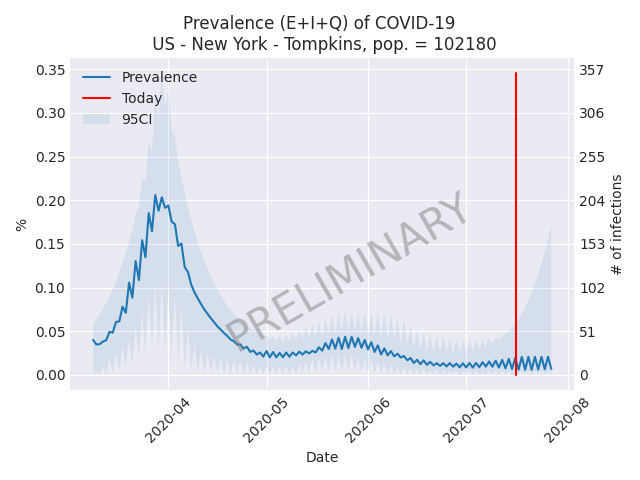 Prevalence (E+I+Q) of COVID-19
US - New York - Tompkins, pop. = 102180
Prevalence
Today
95CI
0.35
0.30
0.25
0.20
0.15
0.10
0.05
0.00
%
357
306
255
204
153
102
51
0
# of infections
PRELIMINARY
2020-04
2020-05
2020-06
2020-07
2020-08
Date